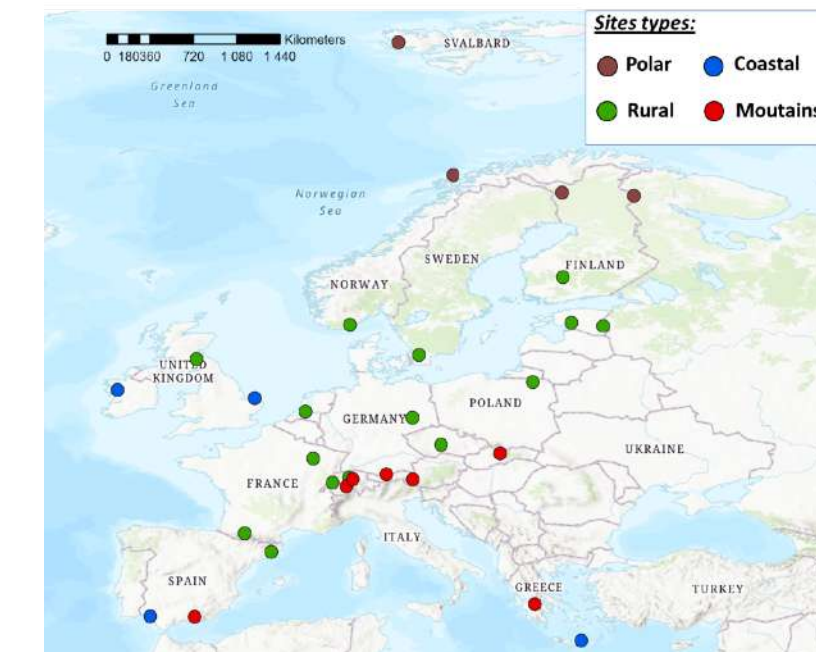 Sites types:
Polar
Coastal
Rural
Moutains
Kilometers
0 180360 720 1 080 1 440
SVALBARD
Greenland
Sea
Norwegian
Sea
SWEDEN
FINLAND
NORWAY
UNITED
KINGDOM
GERMANY
POLAND
UKRAINE
FRANCE
ITALY
SPAIN
GREECE
TURKEY